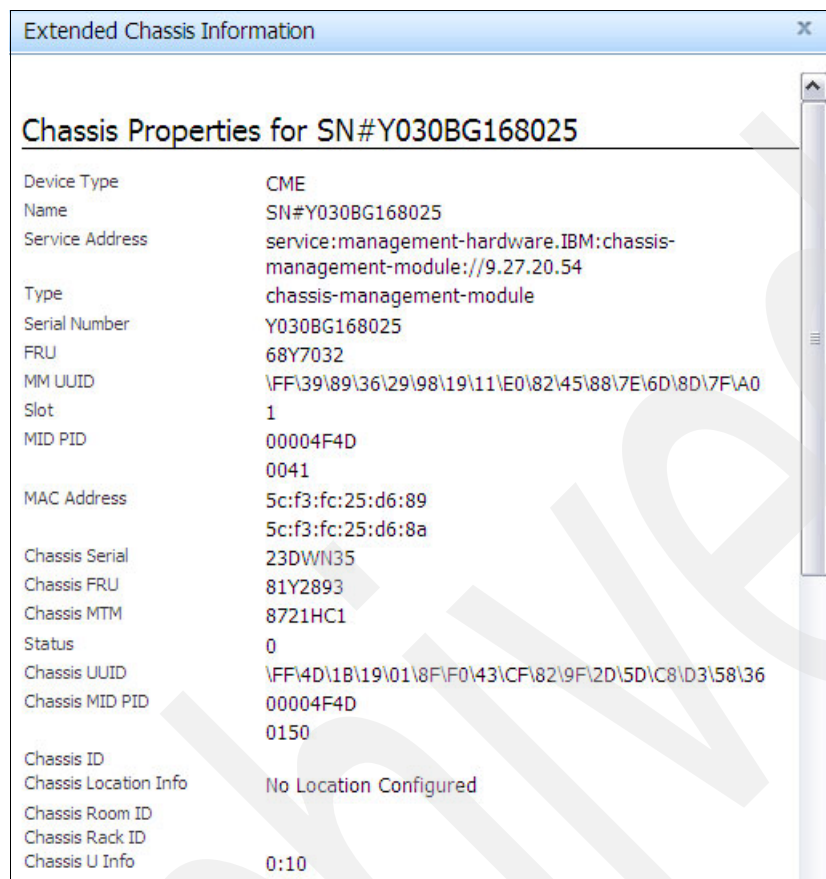 Extended Chassis Information
Chassis Properties for SN#Y030BG168025
Device Type CME
Name SN#Y030BG168025
Service Address service:management-hardware.IBM:chassis-
management-module://9.27.20.54
Type chassis-management-module
Serial Number Y030BG168025
FRU 68Y7032
MM UUID \FF\39\89\36\29\98\19\11\E0\82\45\88\7E\6D\8D\7F\A0
Slot 1
MID PID 00004F4D
0041
MAC Address 5c:f3:fc:25:d6:89
5c:f3:fc:25:d6:8a
Chassis Serial 23DWN35
Chassis FRU 81Y2893
Chassis MTM 8721HC1
Status 0
Chassis UUID \FF\4D\1B\19\01\8F\F0\43\CF\82\9F\2D\5D\C8\D3\58\36
Chassis MID PID 00004F4D
0150
Chassis ID
Chassis Location Info No Location Configured
Chassis Room ID
Chassis Rack ID
Chassis U Info 0:10